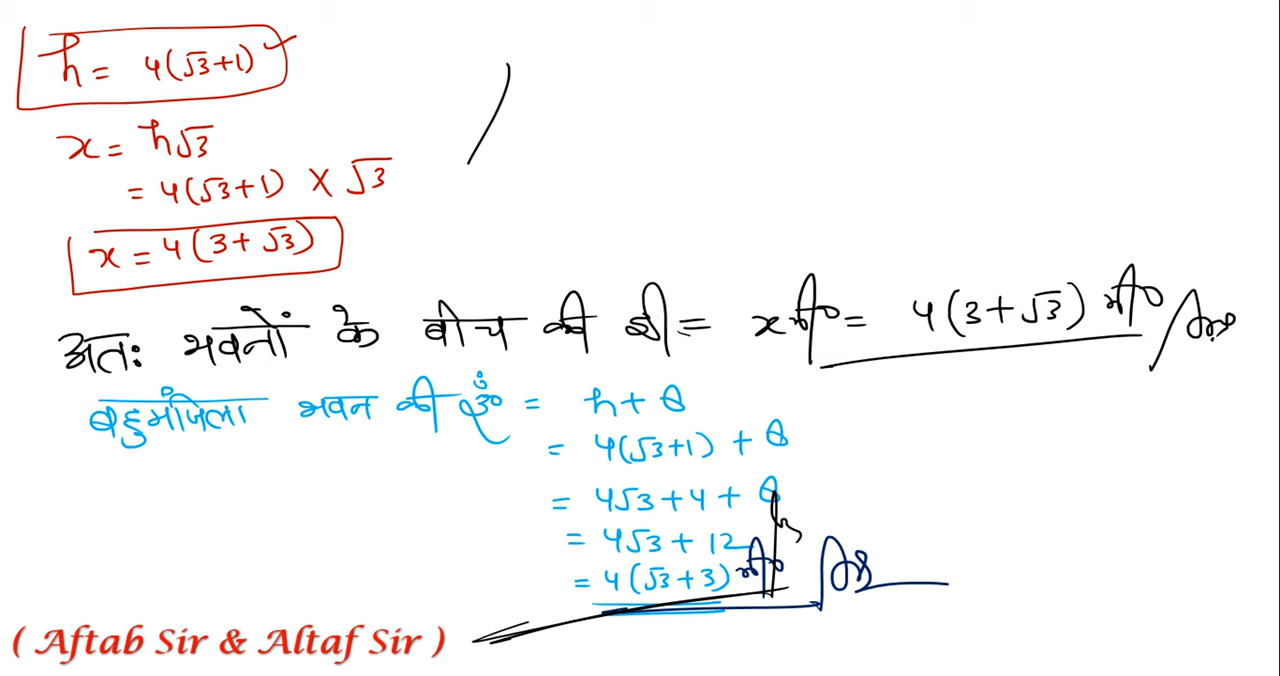 h = 4(√3+1)
x = h√3
= 4(√3+1) × √3
x = 4(3+√3)
अतः भवनों के बीच की दूरी = x मी० = 4(3+√3) मी० Ans
बहुमंजिला भवन की ऊँ० = h + 8
= 4(√3+1) + 8
= 4√3 + 4 + 8
= 4√3 + 12
= 4(√3+3) मी० Ans
( Aftab Sir & Altaf Sir )